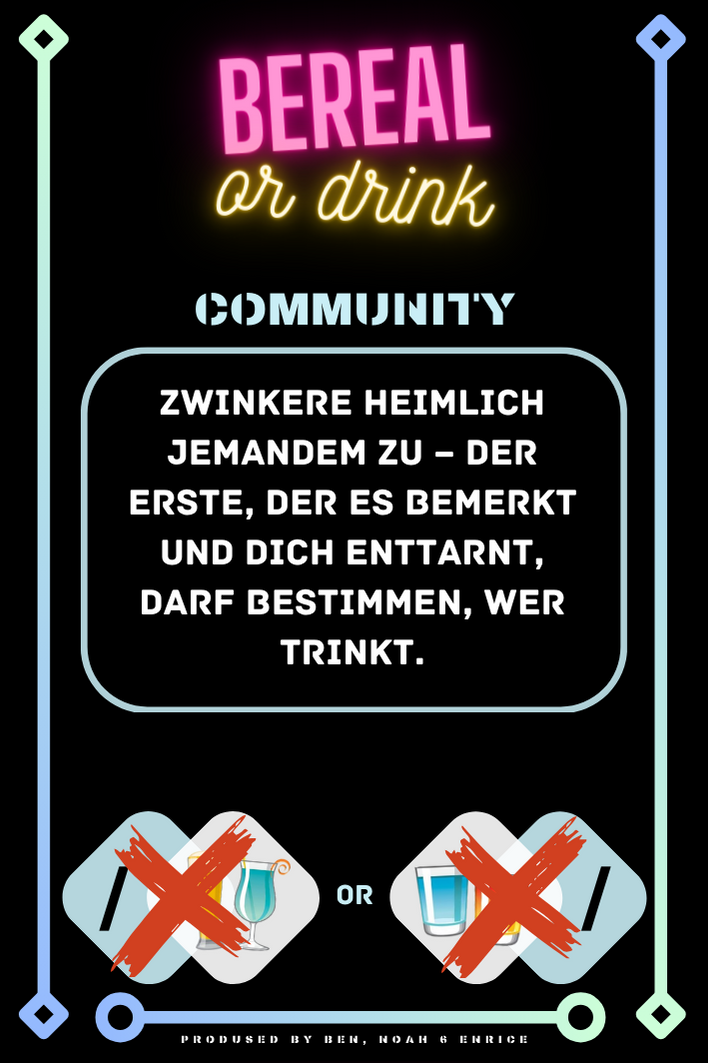 BEREAL
or drink
COMMUNITY
ZWINKERE HEIMLICH
JEMANDEM ZU – DER
ERSTE, DER ES BEMERKT
UND DICH ENTTARNT,
DARF BESTIMMEN, WER
TRINKT.
/ OR /
PRODUSED BY BEN, NOAH & ENRICE